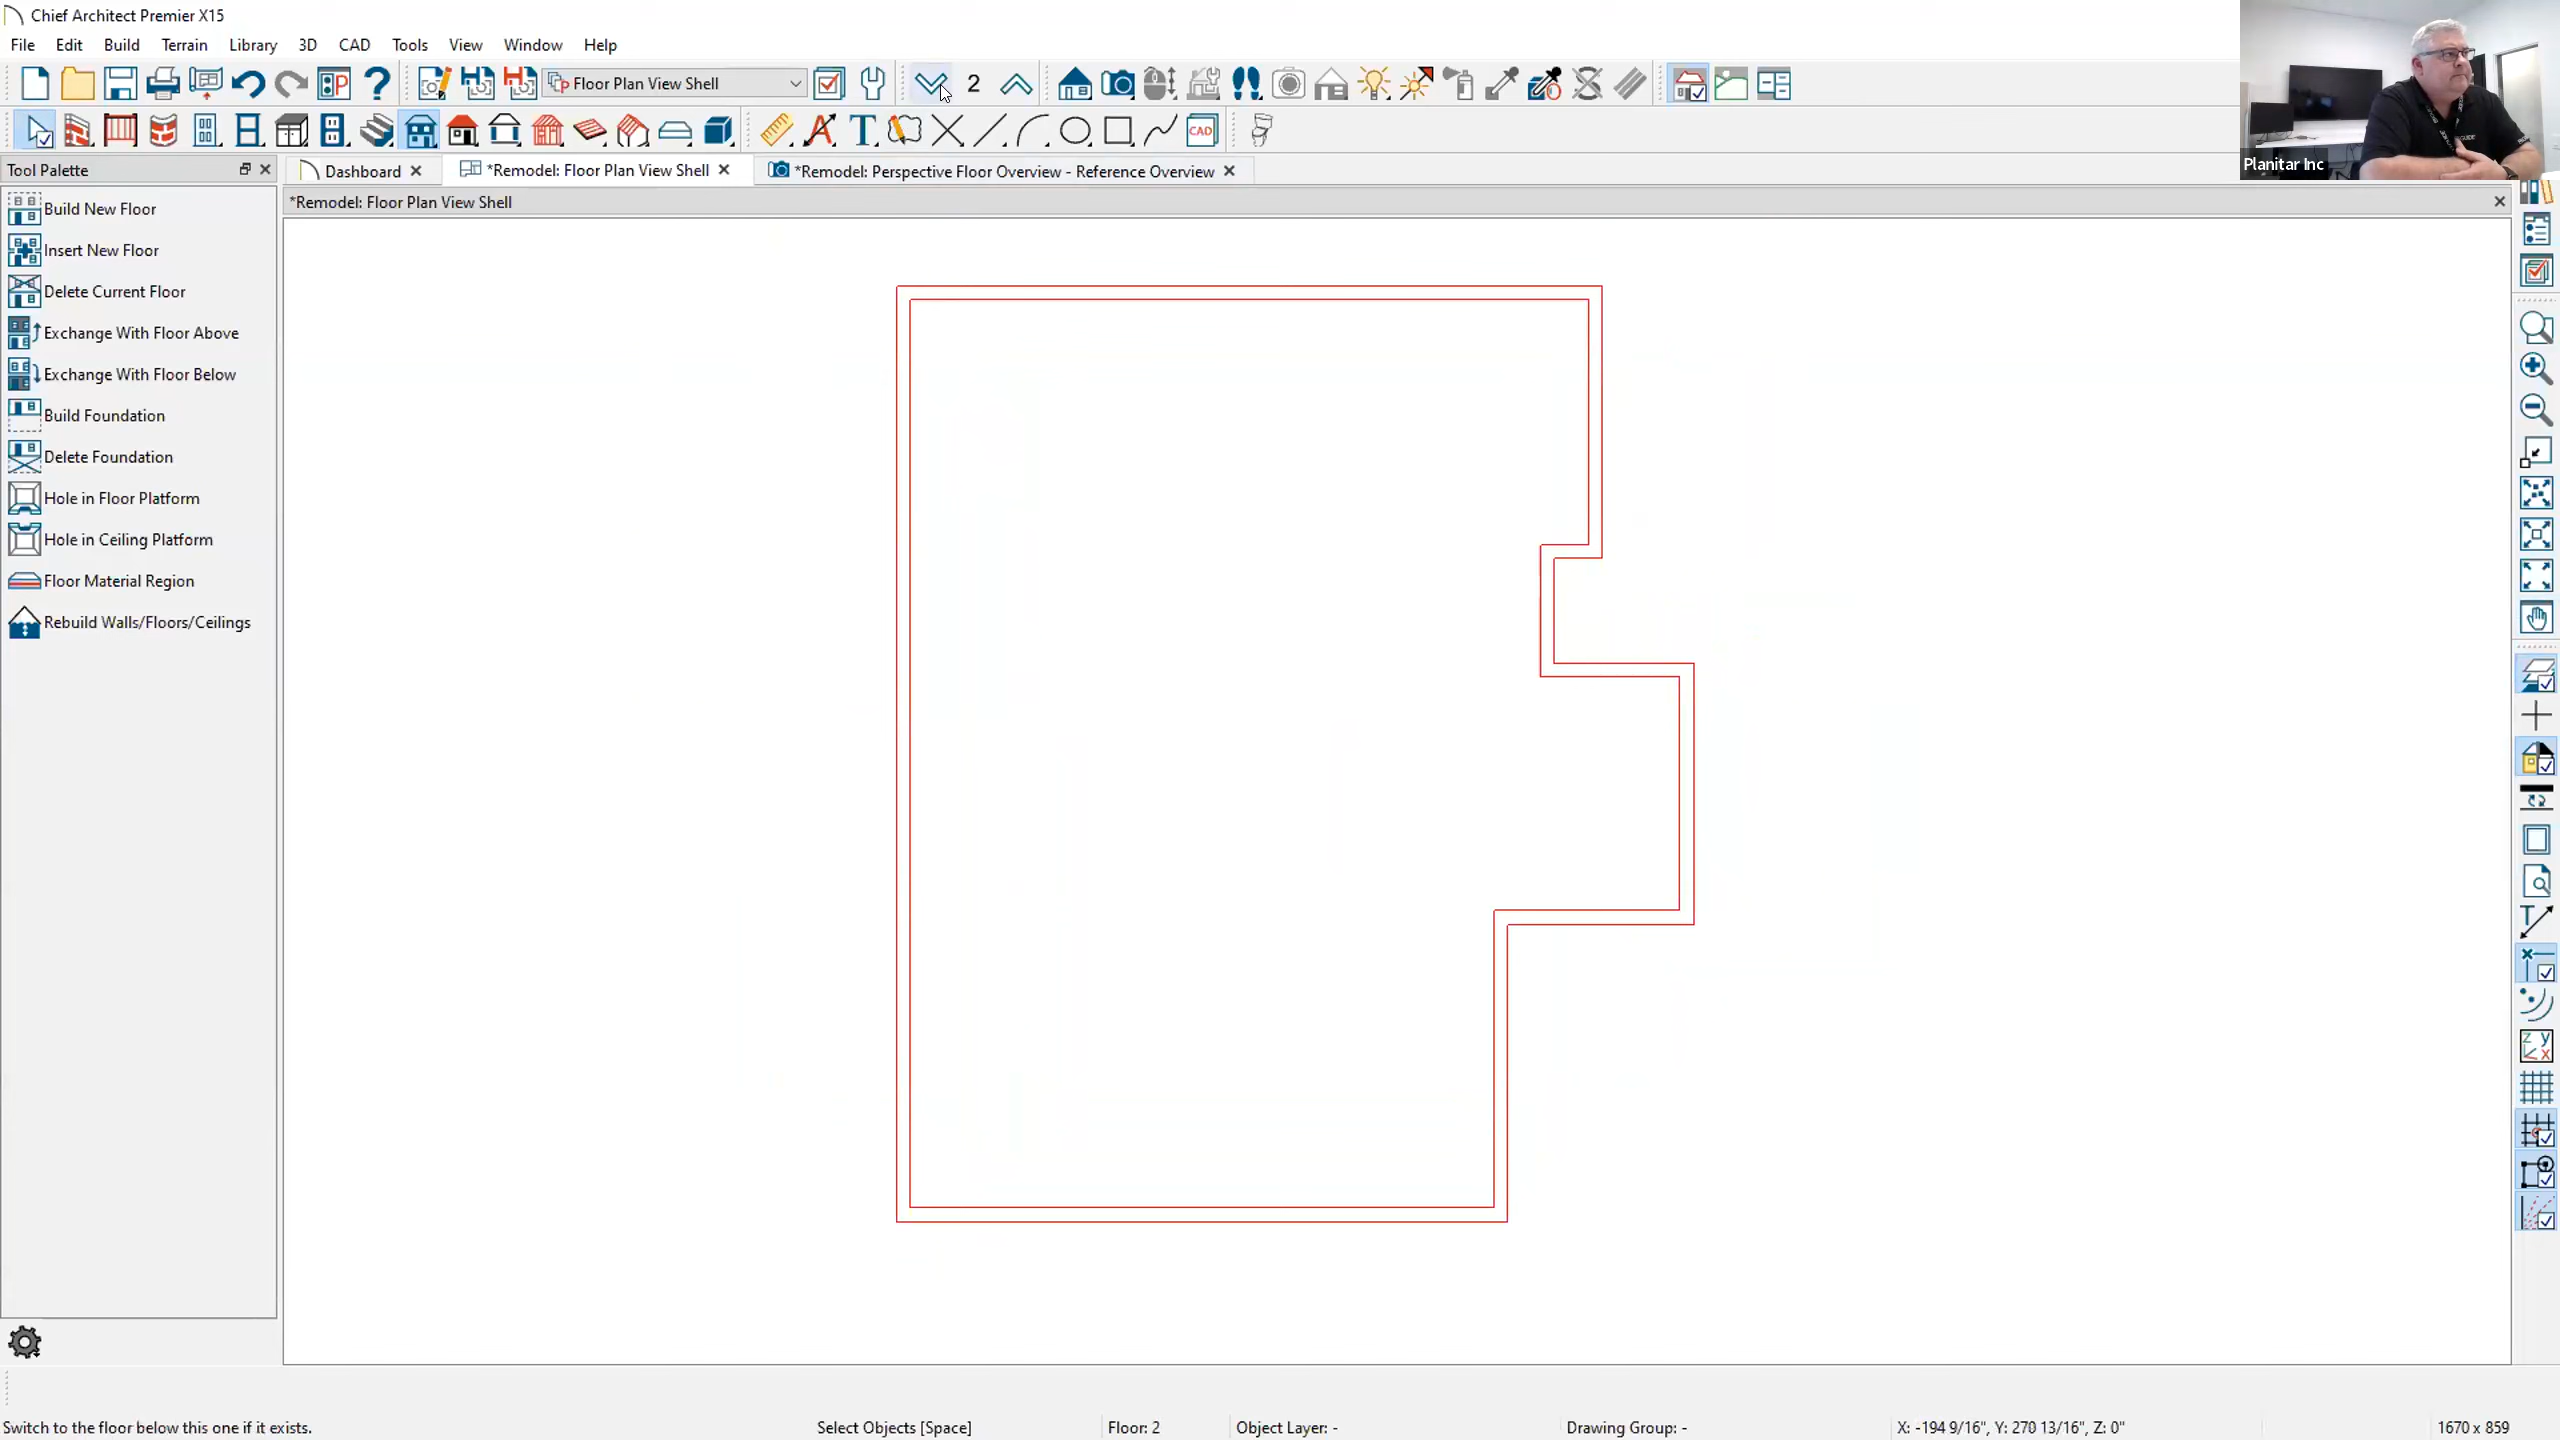 Chief Architect Premier X15
File Edit Build Terrain Library 3D CAD Tools View Window Help
Floor Plan View Shell 2
T CAD
Planitar Inc
Tool Palette
Dashboard *Remodel: Floor Plan View Shell *Remodel: Perspective Floor Overview - Reference Overview
*Remodel: Floor Plan View Shell
Build New Floor
Insert New Floor
Delete Current Floor
Exchange With Floor Above
Exchange With Floor Below
Build Foundation
Delete Foundation
Hole in Floor Platform
Hole in Ceiling Platform
Floor Material Region
Rebuild Walls/Floors/Ceilings
Switch to the floor below this one if it exists. Select Objects [Space] Floor: 2 Object Layer: - Drawing Group: - X: -194 9/16", Y: 270 13/16", Z: 0" 1670 x 859